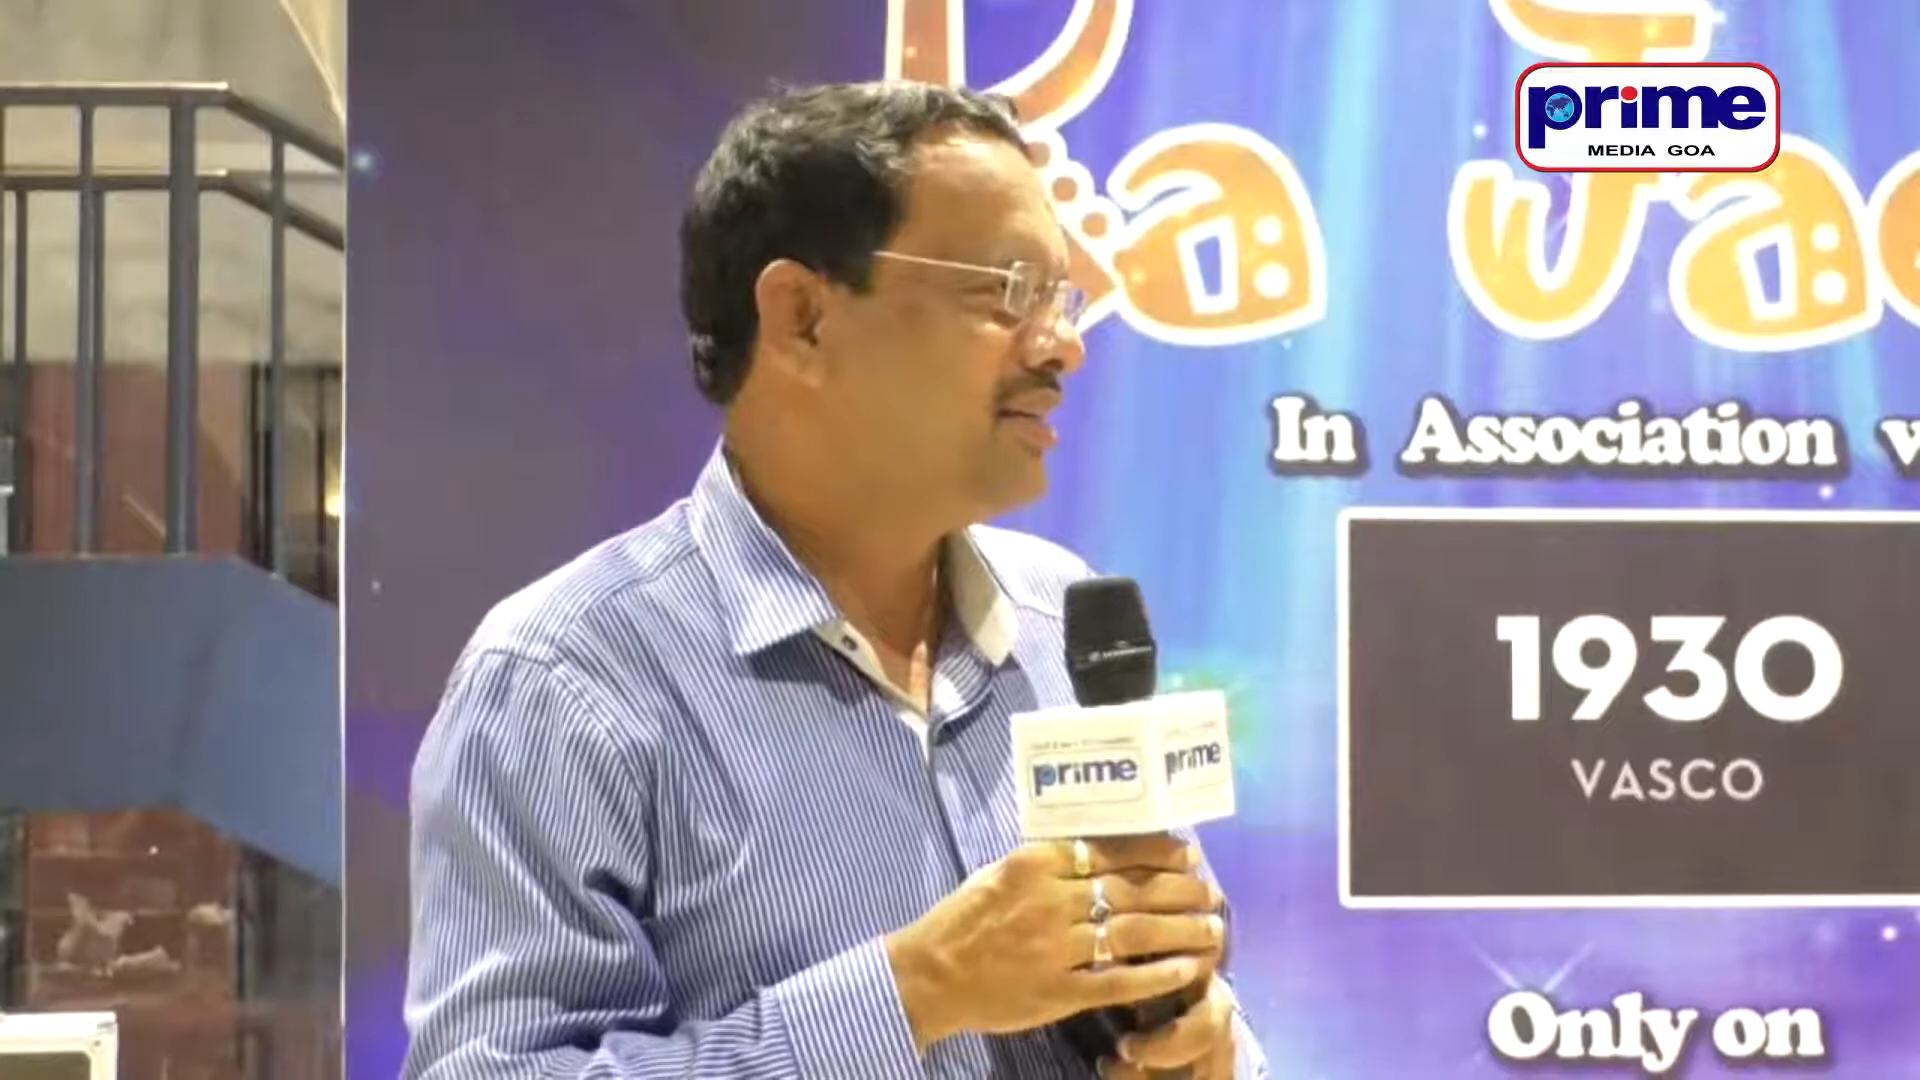 prime
MEDIA GOA
In Association
1930
VASCO
prime
prime
Only on